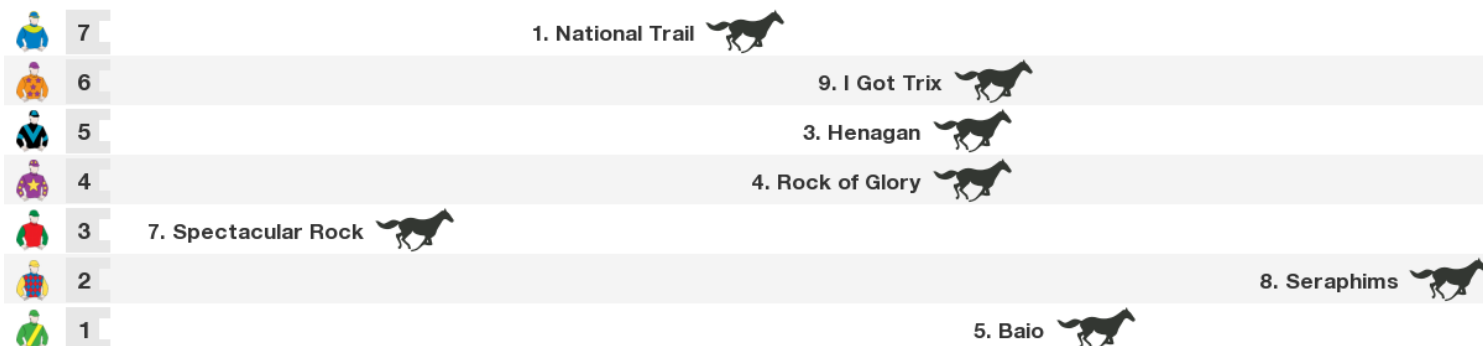 7 1. National Trail
6 9. I Got Trix
5 3. Henagan
4 4. Rock of Glory
3 7. Spectacular Rock
2 8. Seraphims
1 5. Baio